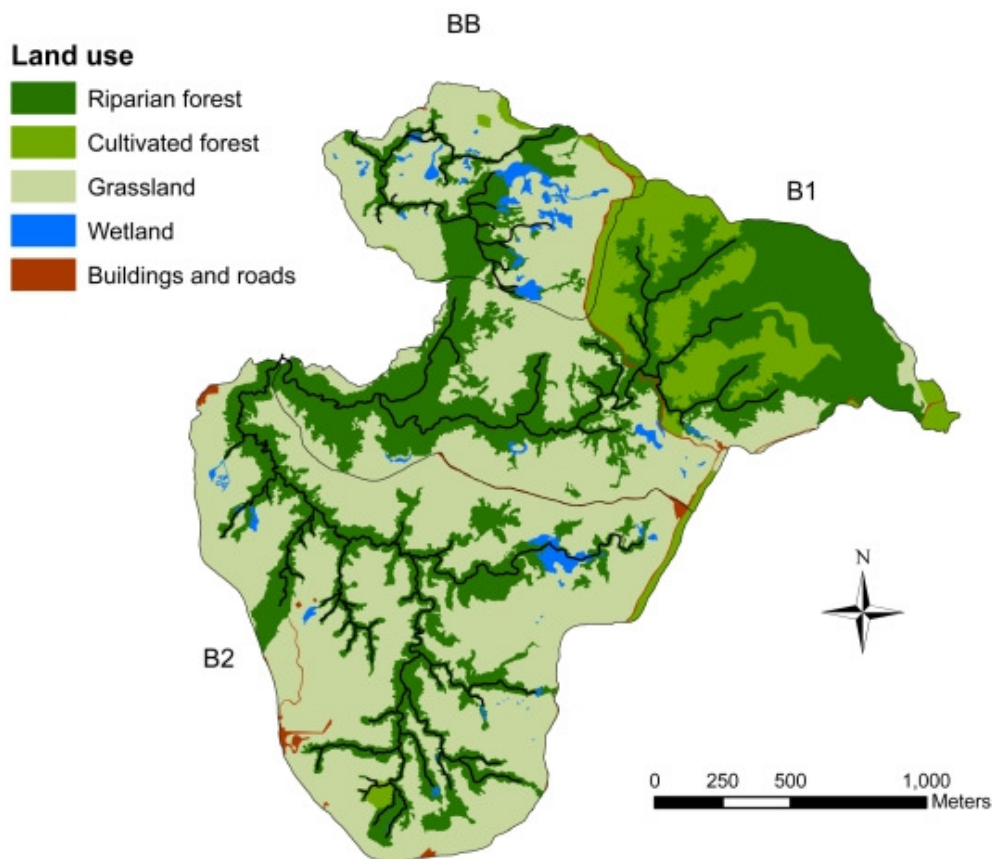 BB
Land use
Riparian forest
Cultivated forest
Grassland
Wetland
Buildings and roads
B1
N
B2
0 250 500 1,000
Meters